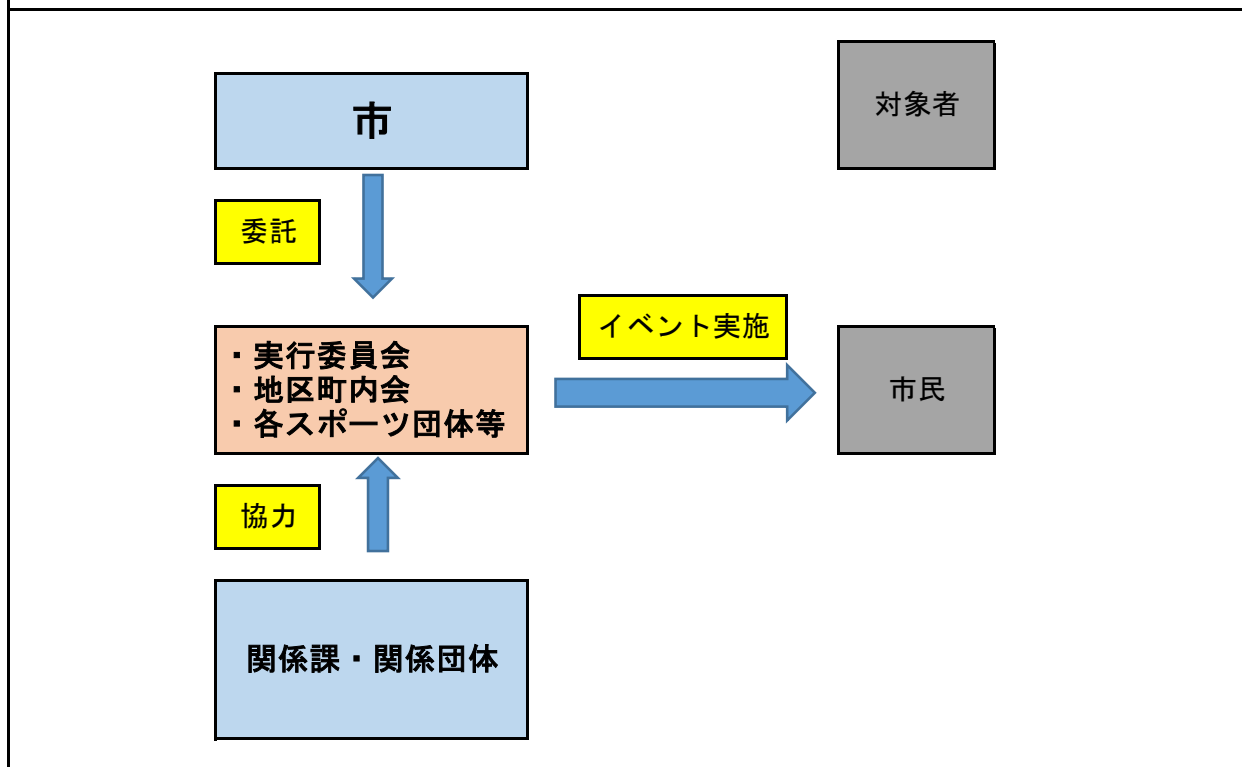 市
対象者
委託
イベント実施
・実行委員会
・地区町内会
・各スポーツ団体等
市民
協力
関係課・関係団体